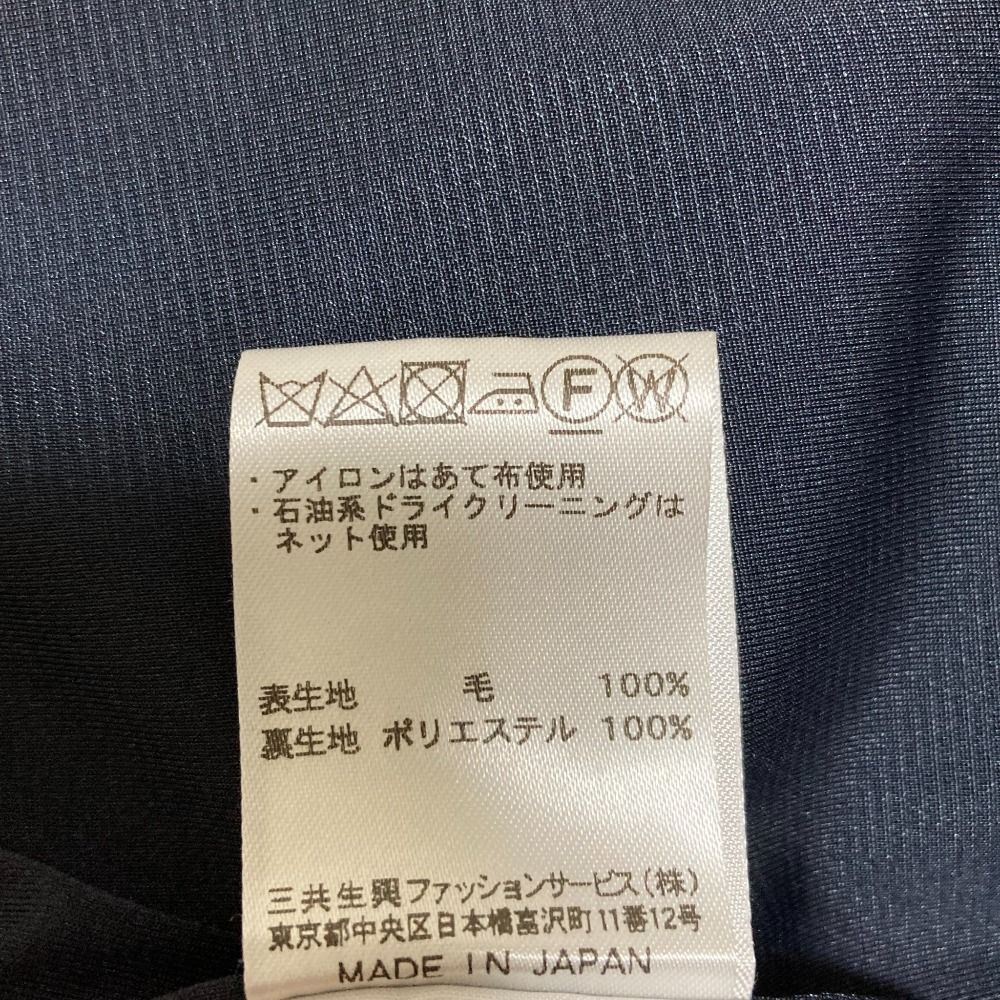 F W
・アイロンはあて布使用
・石油系ドライクリーニングは
ネット使用
表生地 毛 100%
裏生地 ポリエステル 100%
三共生興ファッションサービス(株)
東京都中央区日本橋富沢町11番12号
MADE IN JAPAN